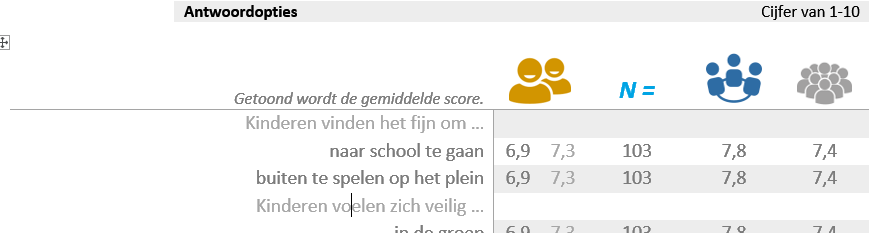 Antwoordopties Cijfer van 1-10
Getoond wordt de gemiddelde score. N =
Kinderen vinden het fijn om ...
naar school te gaan 6,9 7,3 103 7,8 7,4
buiten te spelen op het plein 6,9 7,3 103 7,8 7,4
Kinderen voelen zich veilig ...
in de groep 6,9 7,3 103 7,8 7,4